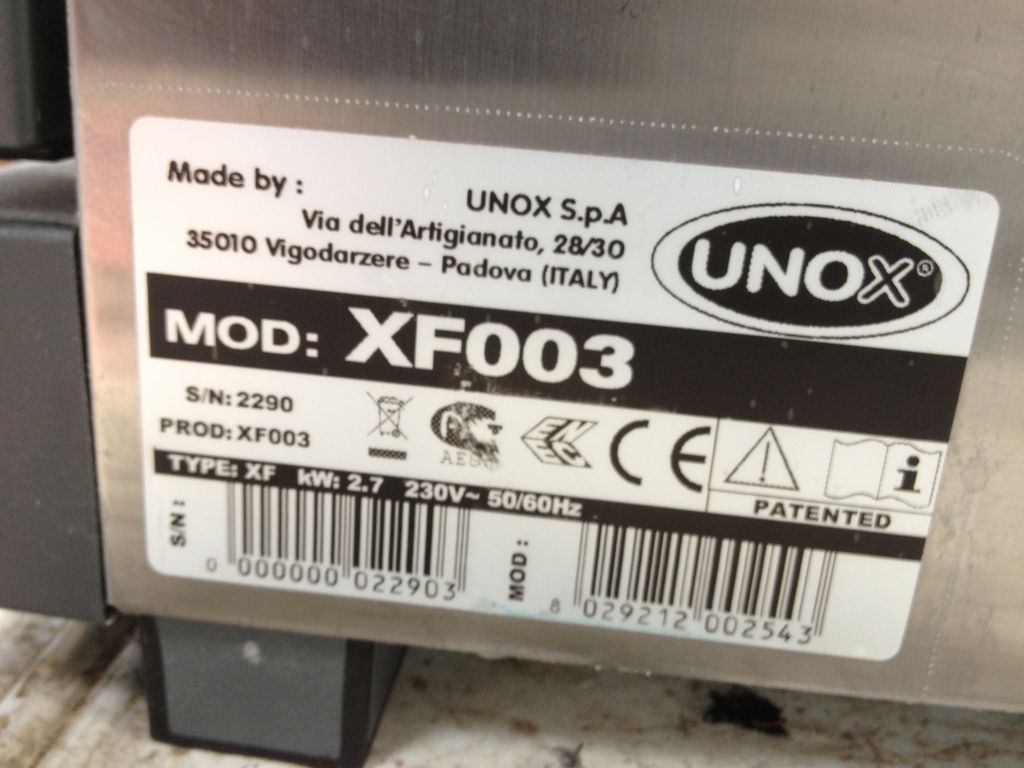 Made by :
UNOX S.p.A
Via dell'Artigianato, 28/30
35010 Vigodarzere – Padova (ITALY)
UNOX®
MOD: XF003
S/N: 2290
PROD: XF003
CE
i
PATENTED
TYPE: XF kW: 2.7 230V~ 50/60Hz
S/N :
0 000000 022903
MOD :
8 029212 002543